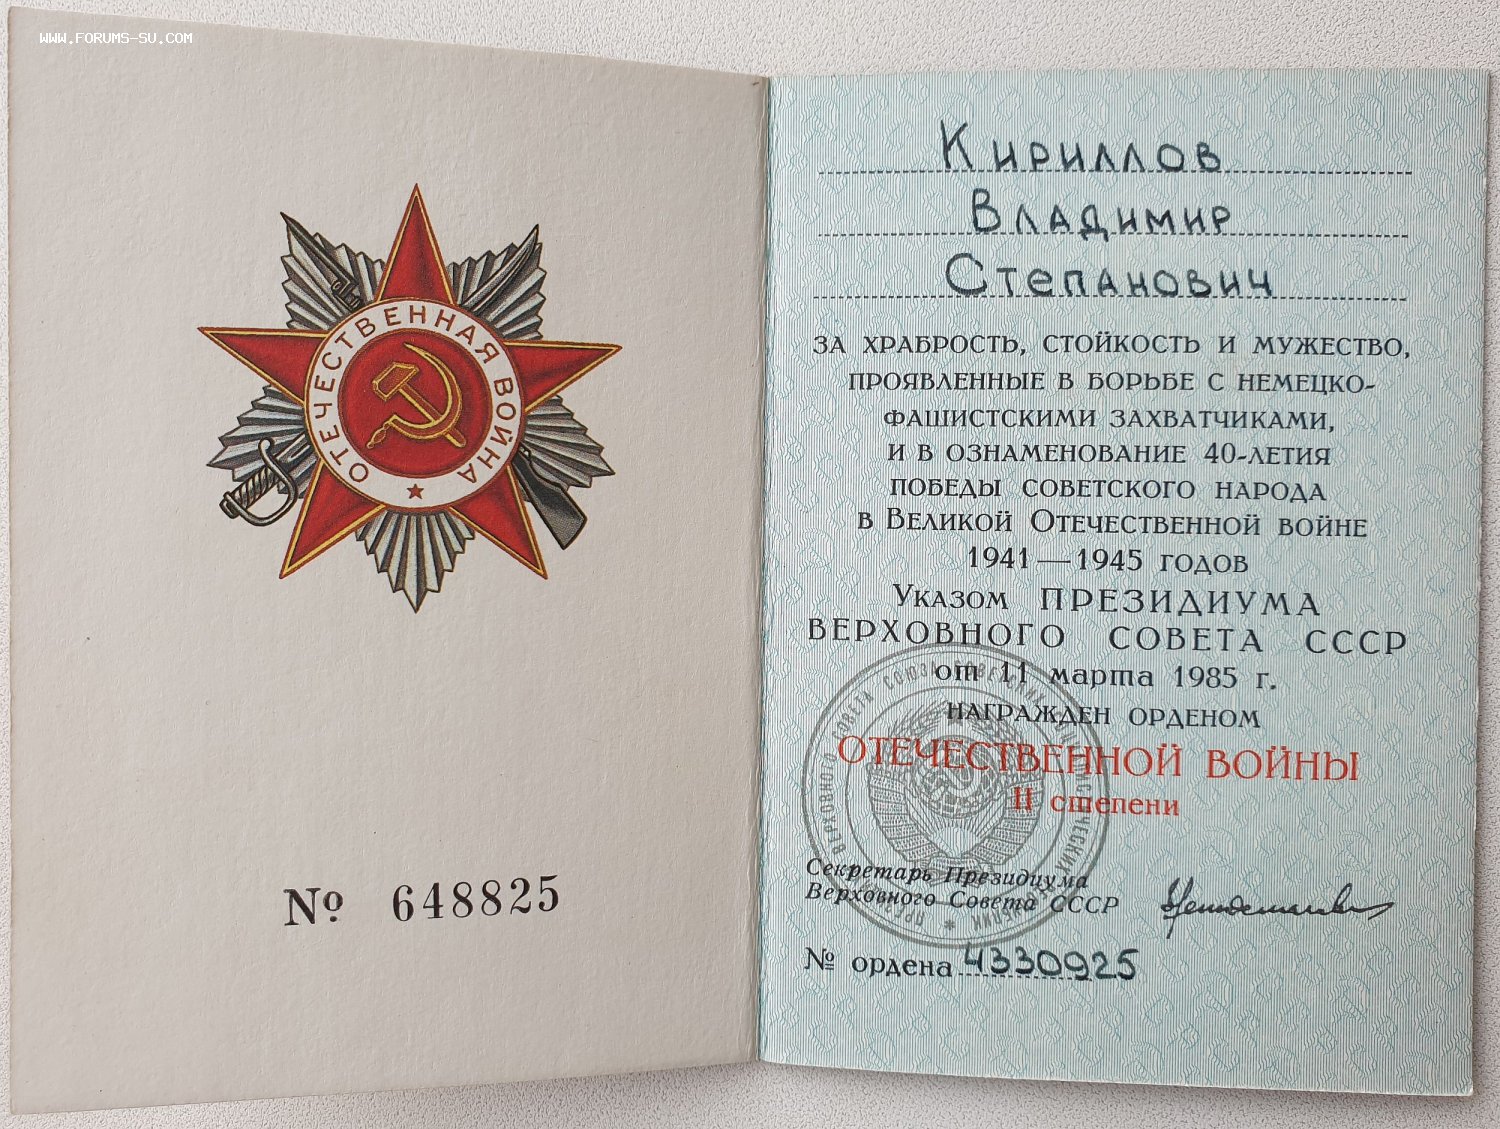 WWW.FORUMS-SU.COM
ОТЕЧЕСТВЕННАЯ ВОЙНА
№ 648825
Кириллов
Владимир
Степанович
ЗА ХРАБРОСТЬ, СТОЙКОСТЬ И МУЖЕСТВО,
ПРОЯВЛЕННЫЕ В БОРЬБЕ С НЕМЕЦКО-
ФАШИСТСКИМИ ЗАХВАТЧИКАМИ,
И В ОЗНАМЕНОВАНИЕ 40-ЛЕТИЯ
ПОБЕДЫ СОВЕТСКОГО НАРОДА
В ВЕЛИКОЙ ОТЕЧЕСТВЕННОЙ ВОЙНЕ
1941—1945 ГОДОВ
УКАЗОМ ПРЕЗИДИУМА
ВЕРХОВНОГО СОВЕТА СССР
от 11 марта 1985 г.
НАГРАЖДЕН ОРДЕНОМ
ОТЕЧЕСТВЕННОЙ ВОЙНЫ
II степени
Секретарь Президиума
Верховного Совета СССР
№ ордена 4330925